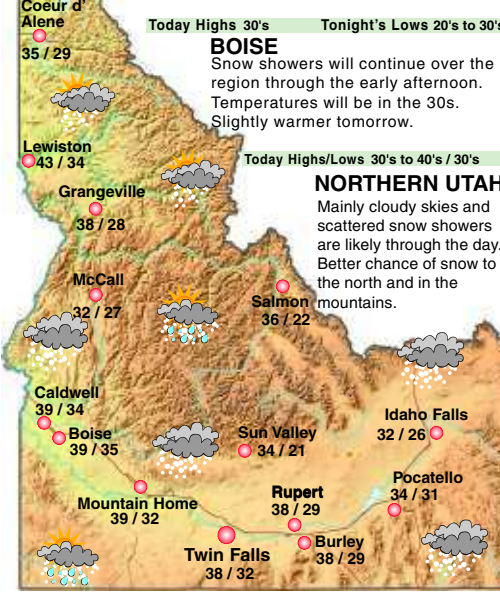 Coeur d'
Alene
35 / 29
Today Highs 30's Tonight's Lows 20's to 30's
BOISE
Snow showers will continue over the
region through the early afternoon.
Temperatures will be in the 30s.
Slightly warmer tomorrow.
Lewiston
43 / 34
Today Highs/Lows 30's to 40's / 30's
NORTHERN UTAH
Mainly cloudy skies and
scattered snow showers
are likely through the day.
Better chance of snow to
the north and in the
mountains.
Grangeville
38 / 28
McCall
32 / 27
Salmon
36 / 22
Caldwell
39 / 34
Boise
39 / 35
Sun Valley
34 / 21
Idaho Falls
32 / 26
Mountain Home
39 / 32
Rupert
38 / 29
Pocatello
34 / 31
Twin Falls
38 / 32
Burley
38 / 29